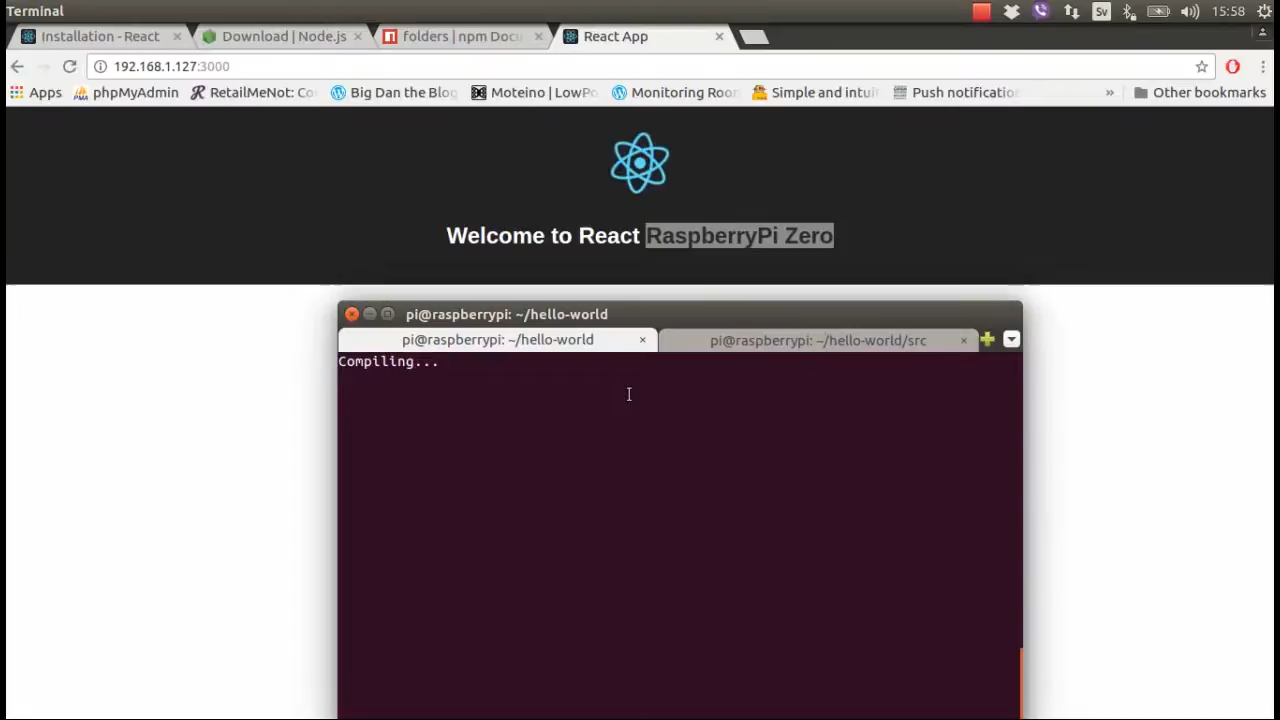 Terminal
Sv
15:58
Installation - React
Download | Node.js
folders | npm Docu
React App
192.168.1.127:3000
Apps
phpMyAdmin
RetailMeNot: Co
Big Dan the Blog
Moteino | LowPo
Monitoring Roo
Simple and intui
Push notificatio
»
Other bookmarks
Welcome to React RaspberryPi Zero
pi@raspberrypi: ~/hello-world
pi@raspberrypi: ~/hello-world
pi@raspberrypi: ~/hello-world/src
Compiling...